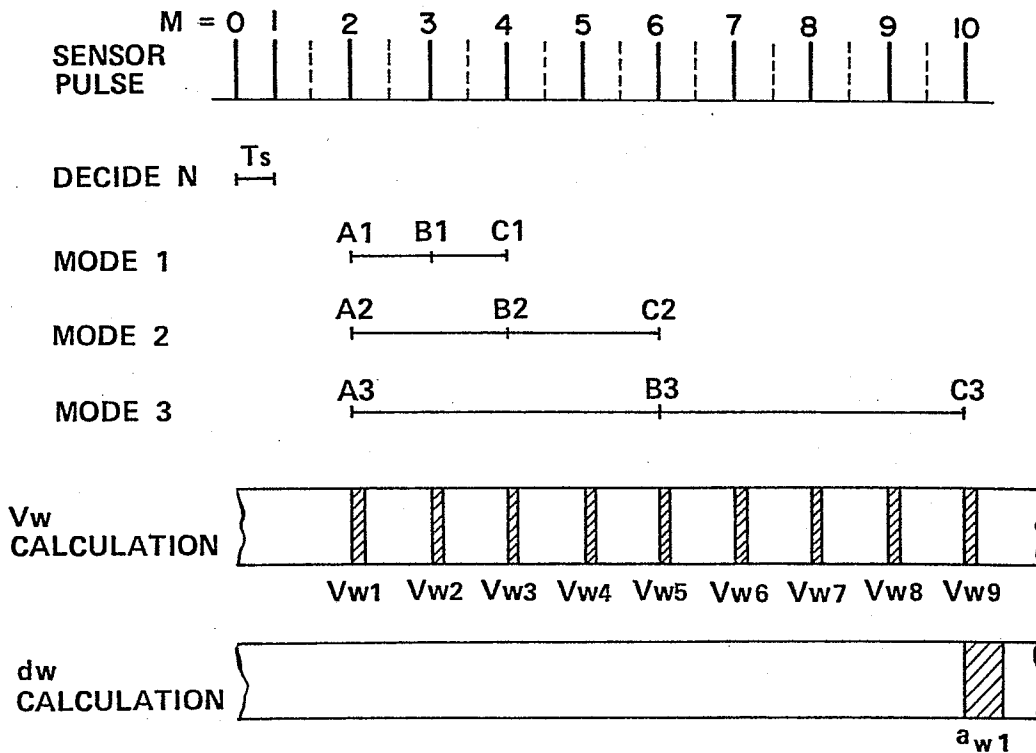 M = 0 1 2 3 4 5 6 7 8 9 10
SENSOR
PULSE
Ts
DECIDE N
A1 B1 C1
MODE 1
A2 B2 C2
MODE 2
A3 B3 C3
MODE 3
Vw
CALCULATION
Vw1 Vw2 Vw3 Vw4 Vw5 Vw6 Vw7 Vw8 Vw9
dw
CALCULATION
aw1